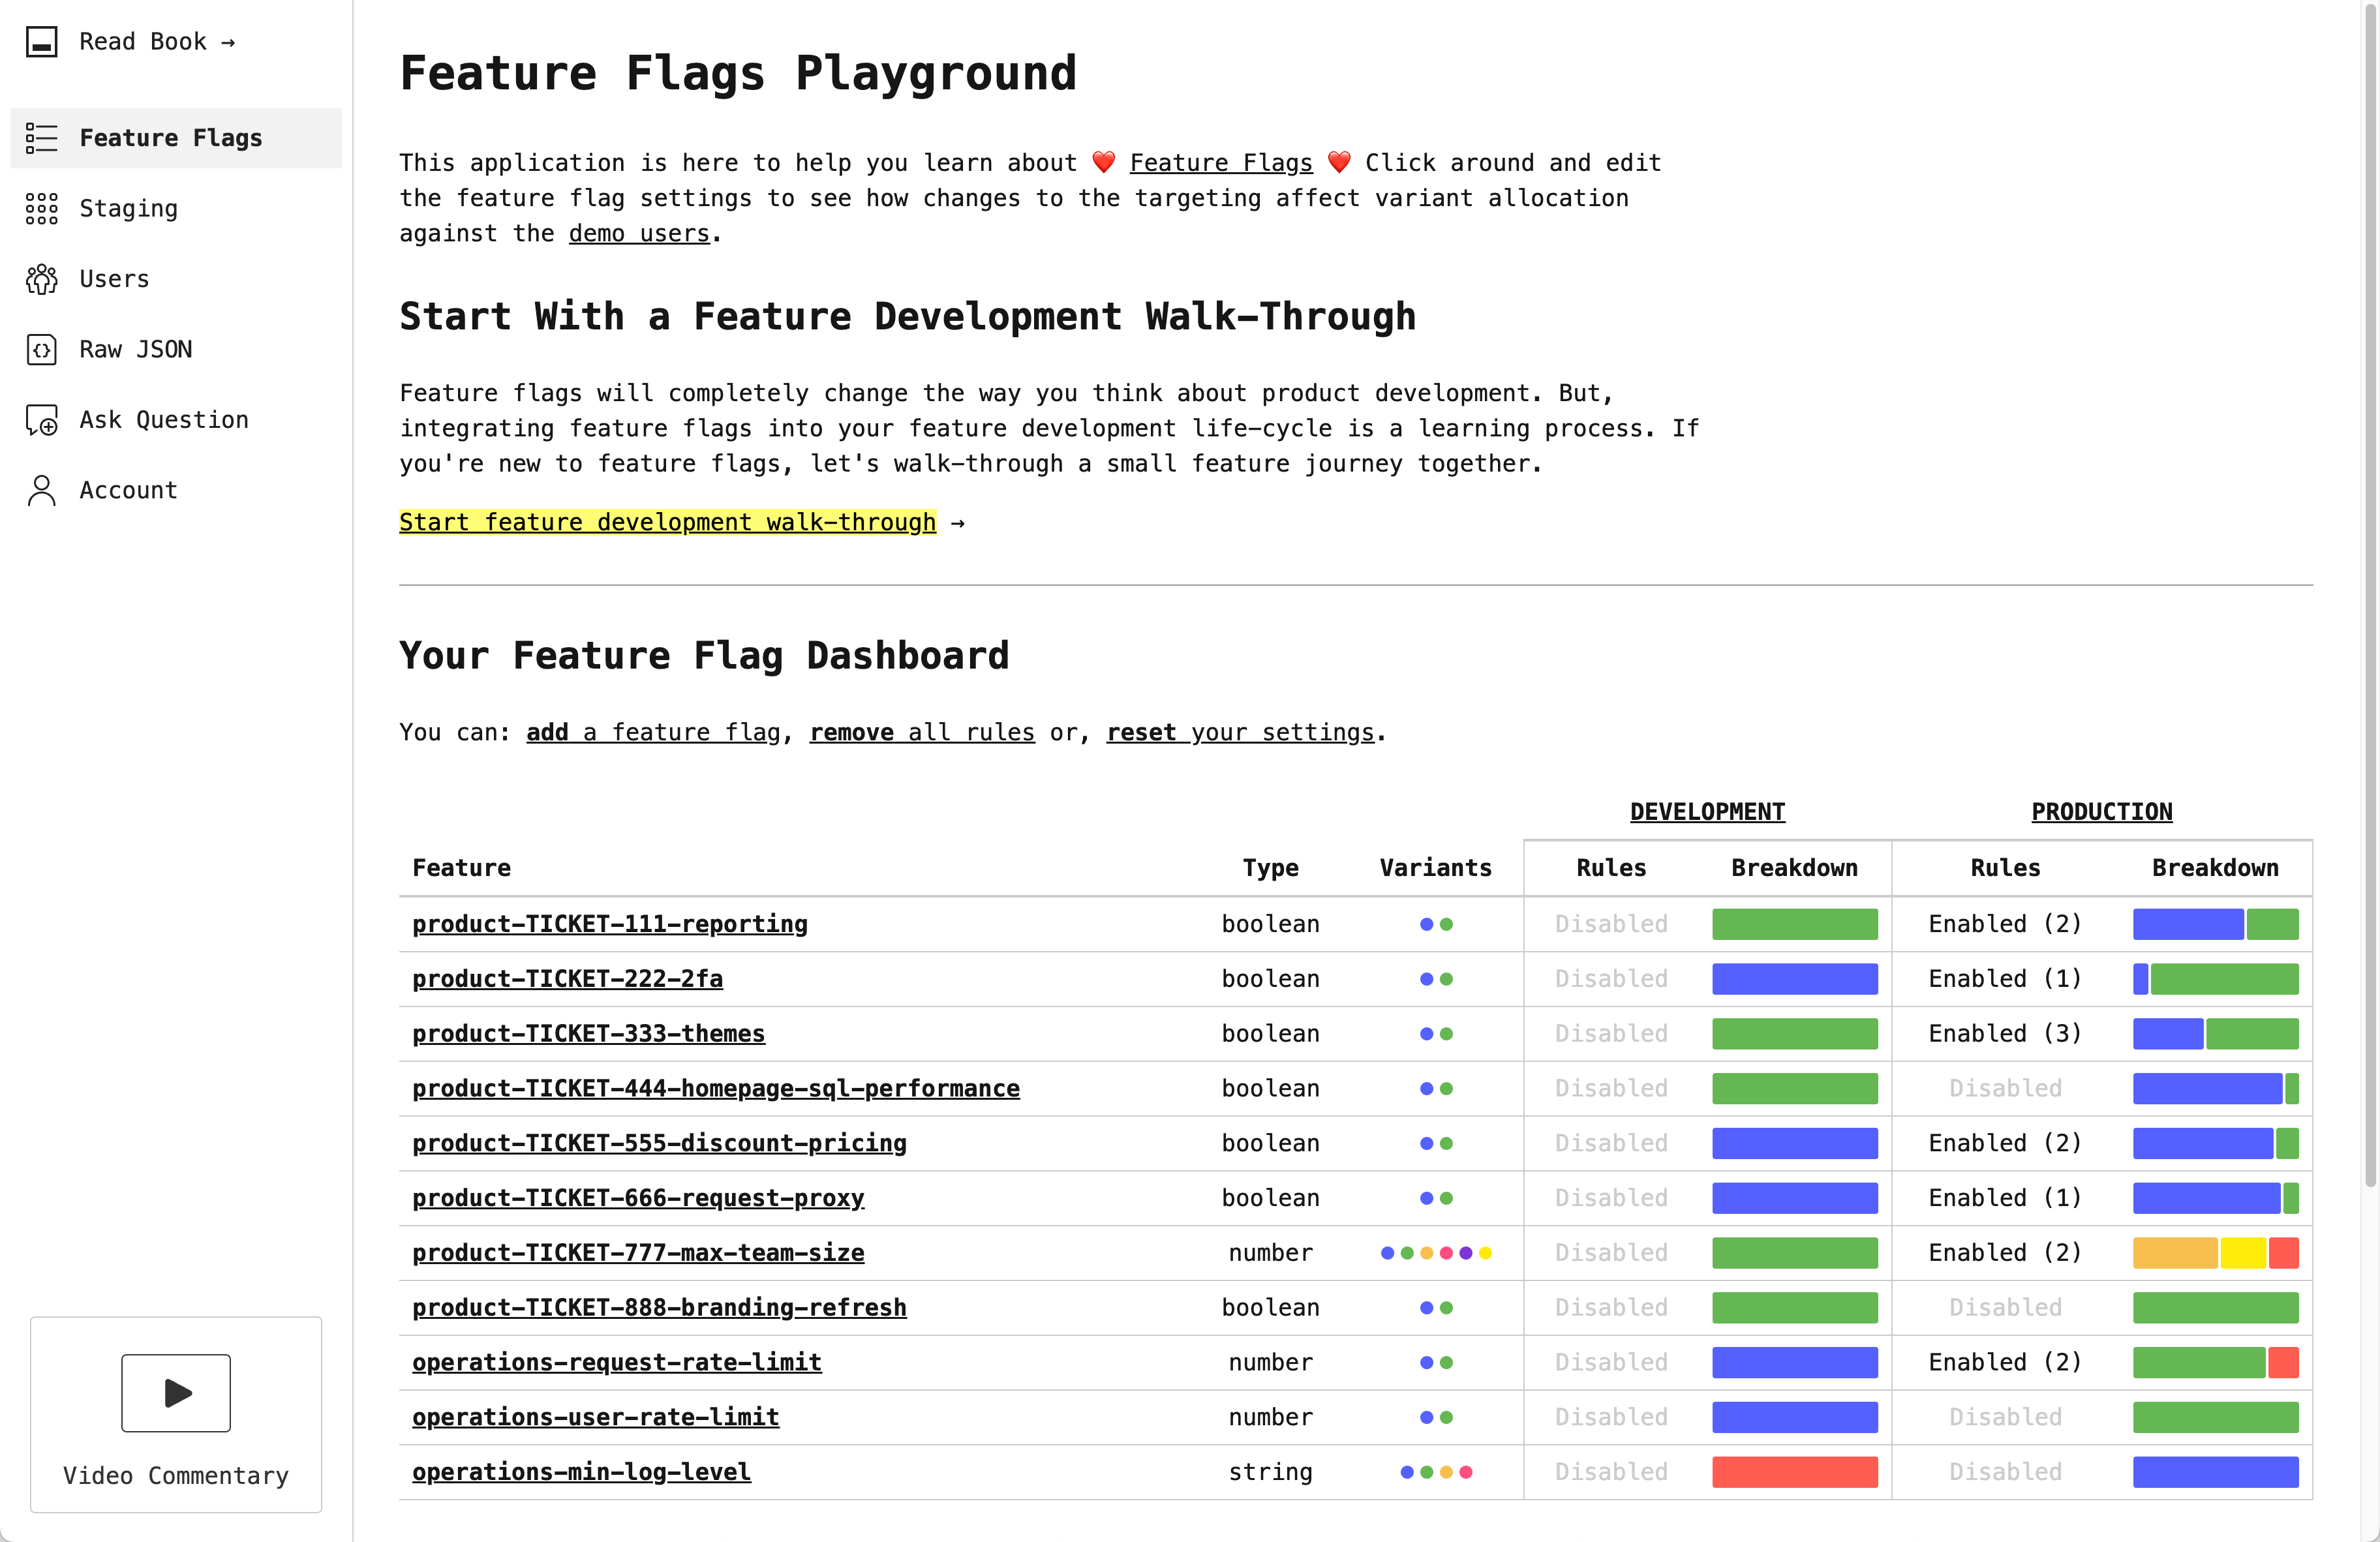 Read Book →
Feature Flags
Staging
Users
Raw JSON
Ask Question
Account
Video Commentary
Feature Flags Playground
This application is here to help you learn about ❤️ Feature Flags ❤️ Click around and edit
the feature flag settings to see how changes to the targeting affect variant allocation
against the demo users.
Start With a Feature Development Walk-Through
Feature flags will completely change the way you think about product development. But,
integrating feature flags into your feature development life-cycle is a learning process. If
you're new to feature flags, let's walk-through a small feature journey together.
Start feature development walk-through →
Your Feature Flag Dashboard
You can: add a feature flag, remove all rules or, reset your settings.
DEVELOPMENT PRODUCTION
Feature Type Variants Rules Breakdown Rules Breakdown
product-TICKET-111-reporting boolean Disabled Enabled (2)
product-TICKET-222-2fa boolean Disabled Enabled (1)
product-TICKET-333-themes boolean Disabled Enabled (3)
product-TICKET-444-homepage-sql-performance boolean Disabled Disabled
product-TICKET-555-discount-pricing boolean Disabled Enabled (2)
product-TICKET-666-request-proxy boolean Disabled Enabled (1)
product-TICKET-777-max-team-size number Disabled Enabled (2)
product-TICKET-888-branding-refresh boolean Disabled Disabled
operations-request-rate-limit number Disabled Enabled (2)
operations-user-rate-limit number Disabled Disabled
operations-min-log-level string Disabled Disabled